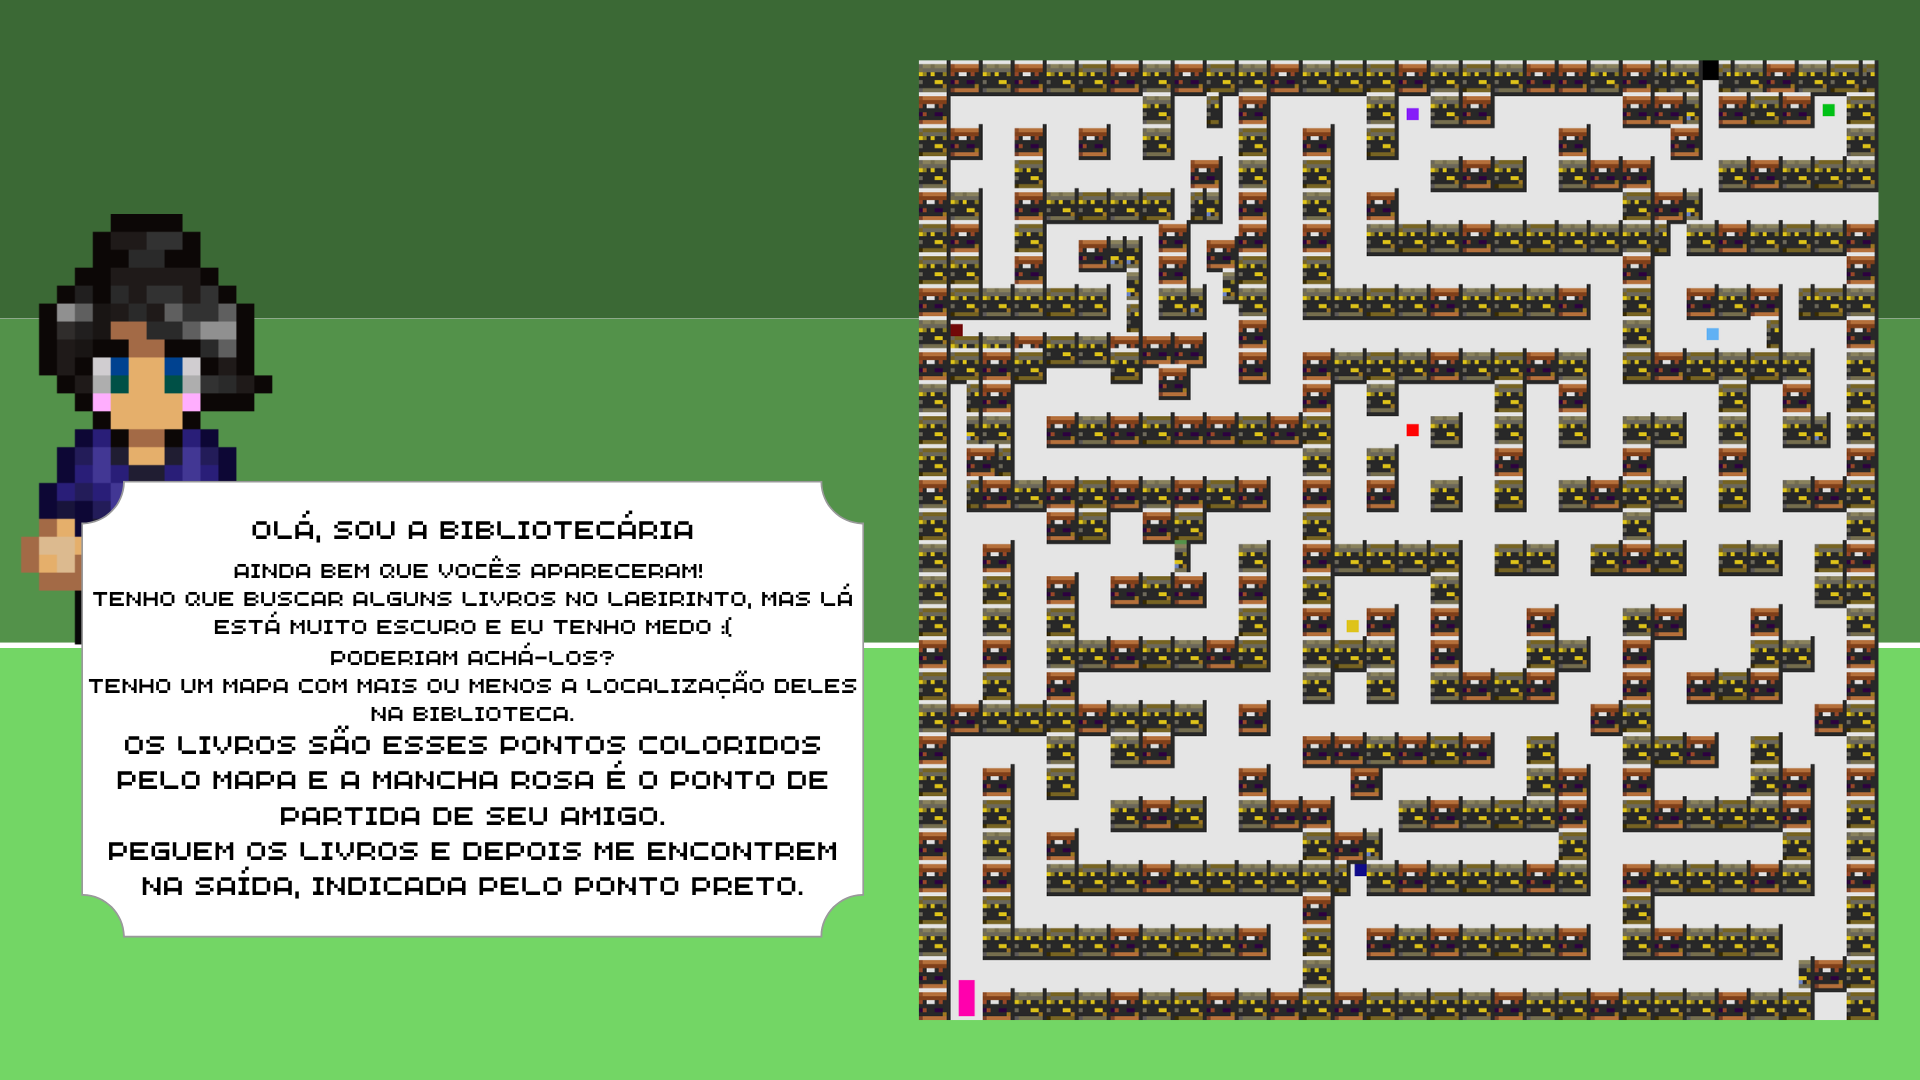 OLÁ, SOU A BIBLIOTECÁRIA
AINDA BEM QUE VOCÊS APARECERAM!
TENHO QUE BUSCAR ALGUNS LIVROS NO LABIRINTO, MAS LÁ
ESTÁ MUITO ESCURO E EU TENHO MEDO :(
PODERIAM ACHÁ-LOS?
TENHO UM MAPA COM MAIS OU MENOS A LOCALIZAÇÃO DELES
NA BIBLIOTECA.
OS LIVROS SÃO ESSES PONTOS COLORIDOS
PELO MAPA E A MANCHA ROSA É O PONTO DE
PARTIDA DE SEU AMIGO.
PEGUEM OS LIVROS E DEPOIS ME ENCONTREM
NA SAÍDA, INDICADA PELO PONTO PRETO.